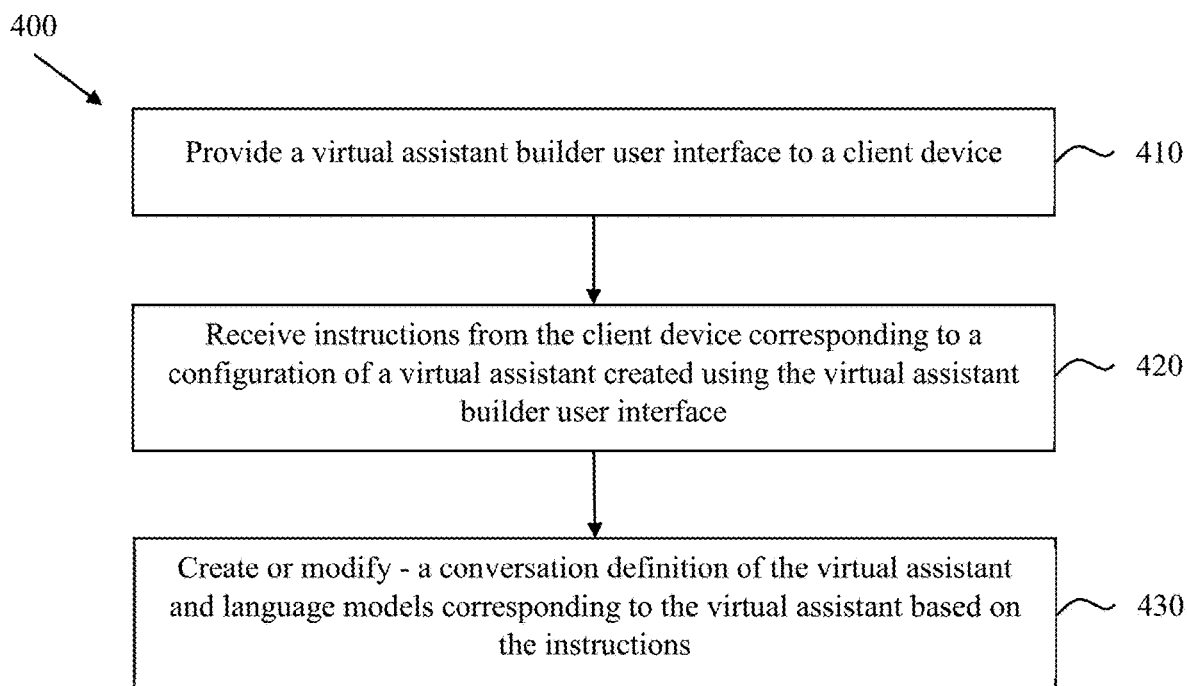 400
Provide a virtual assistant builder user interface to a client device
410
Receive instructions from the client device corresponding to a
configuration of a virtual assistant created using the virtual assistant
builder user interface
420
Create or modify - a conversation definition of the virtual assistant
and language models corresponding to the virtual assistant based on
the instructions
430